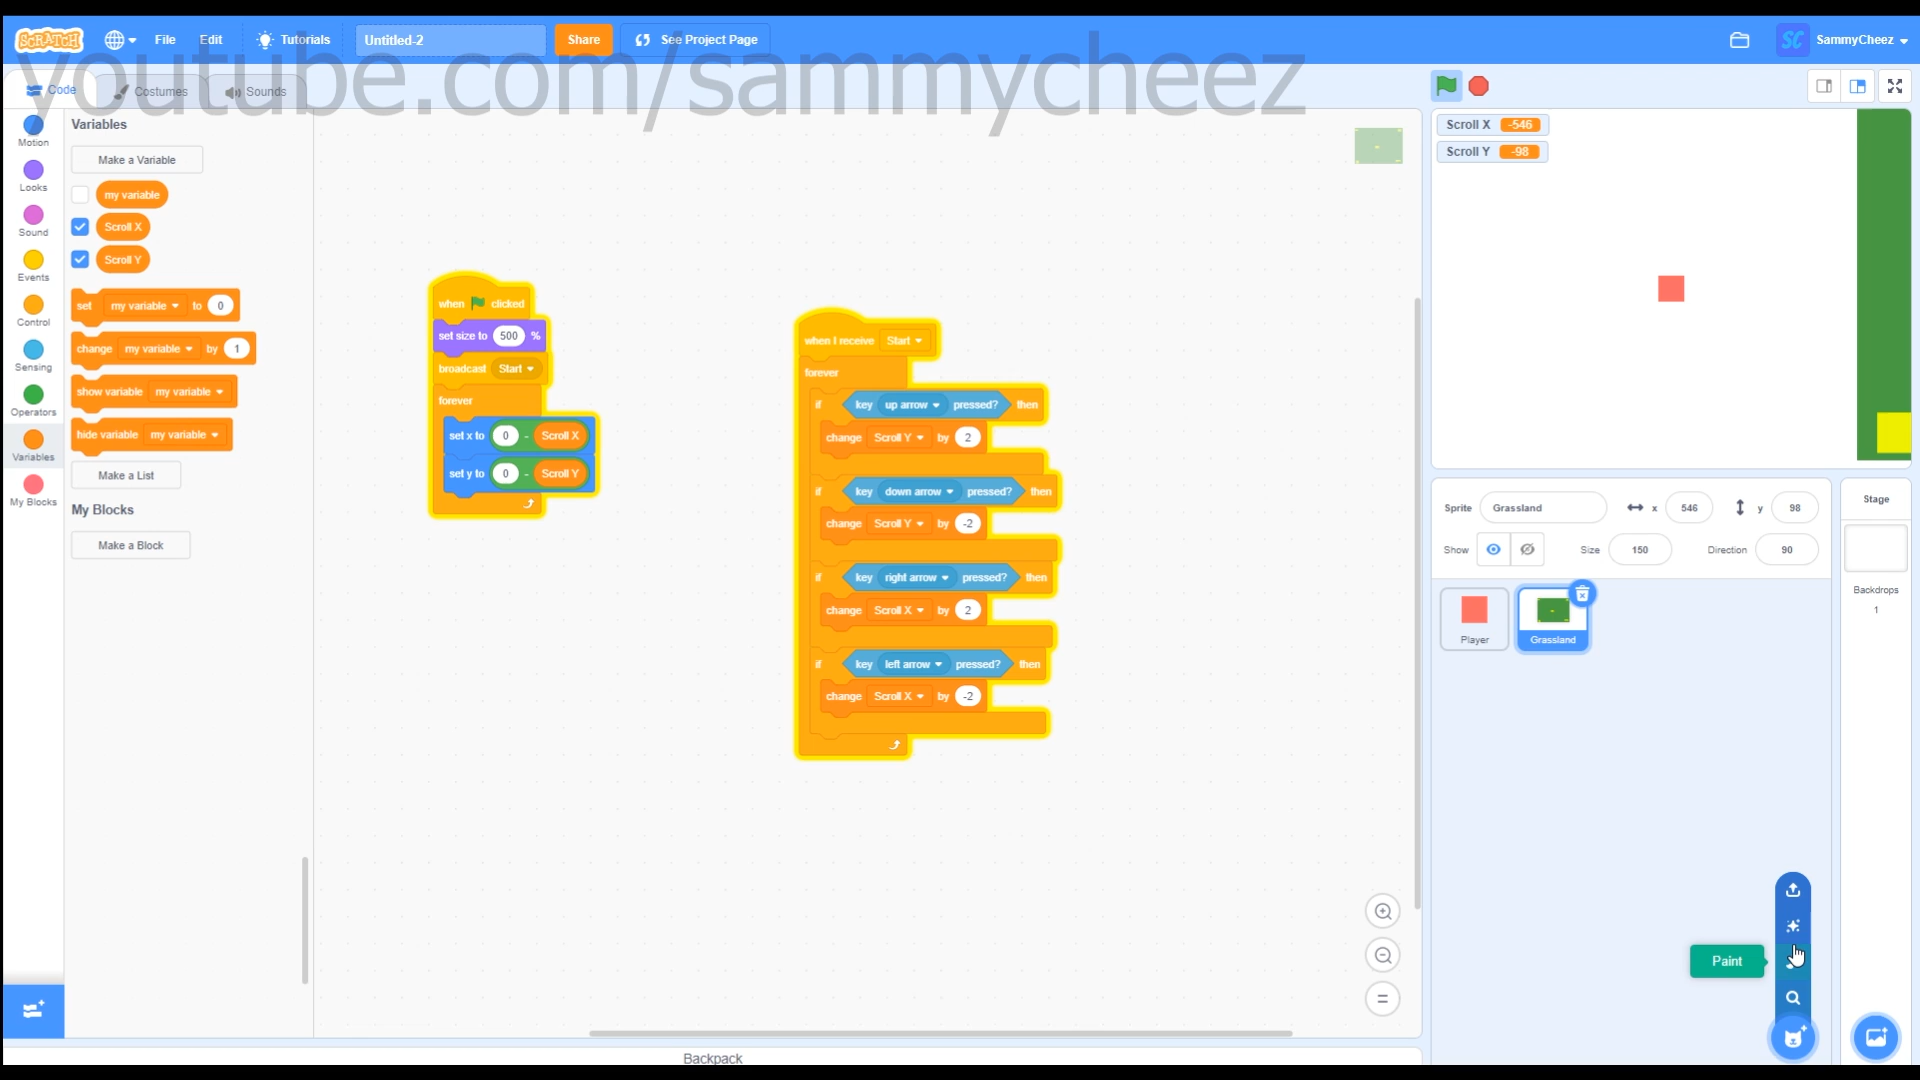 SCRATCH
File
Edit
Tutorials
Untitled-2
Share
See Project Page
SC
SammyCheez
youtube.com/sammycheez
Code
Costumes
Sounds
Motion
Looks
Sound
Events
Control
Sensing
Operators
Variables
My Blocks
Variables
Make a Variable
my variable
Scroll X
Scroll Y
set my variable to 0
change my variable by 1
show variable my variable
hide variable my variable
Make a List
My Blocks
Make a Block
when clicked
set size to 500 %
broadcast Start
forever
set x to 0 - Scroll X
set y to 0 - Scroll Y
when I receive Start
forever
if key up arrow pressed? then
change Scroll Y by 2
if key down arrow pressed? then
change Scroll Y by -2
if key right arrow pressed? then
change Scroll X by 2
if key left arrow pressed? then
change Scroll X by -2
Backpack
Scroll X -546
Scroll Y -98
Sprite Grassland x 546 y 98
Show Size 150 Direction 90
Player
Grassland
Stage
Backdrops
1
Paint